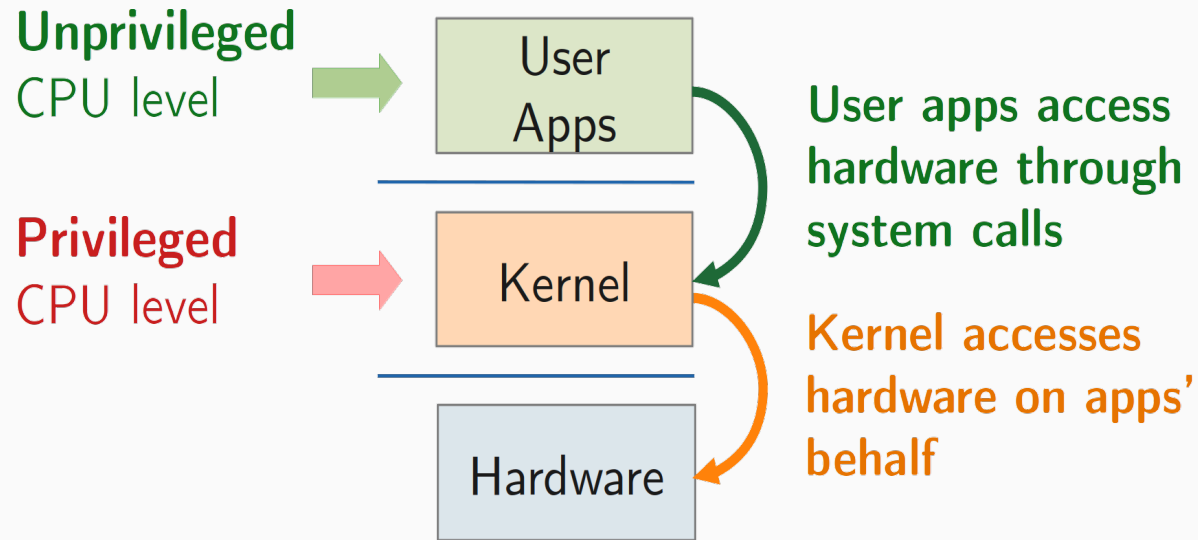 Unprivileged
CPU level
User
Apps
User apps access
hardware through
system calls
Privileged
CPU level
Kernel
Kernel accesses
hardware on apps’
behalf
Hardware